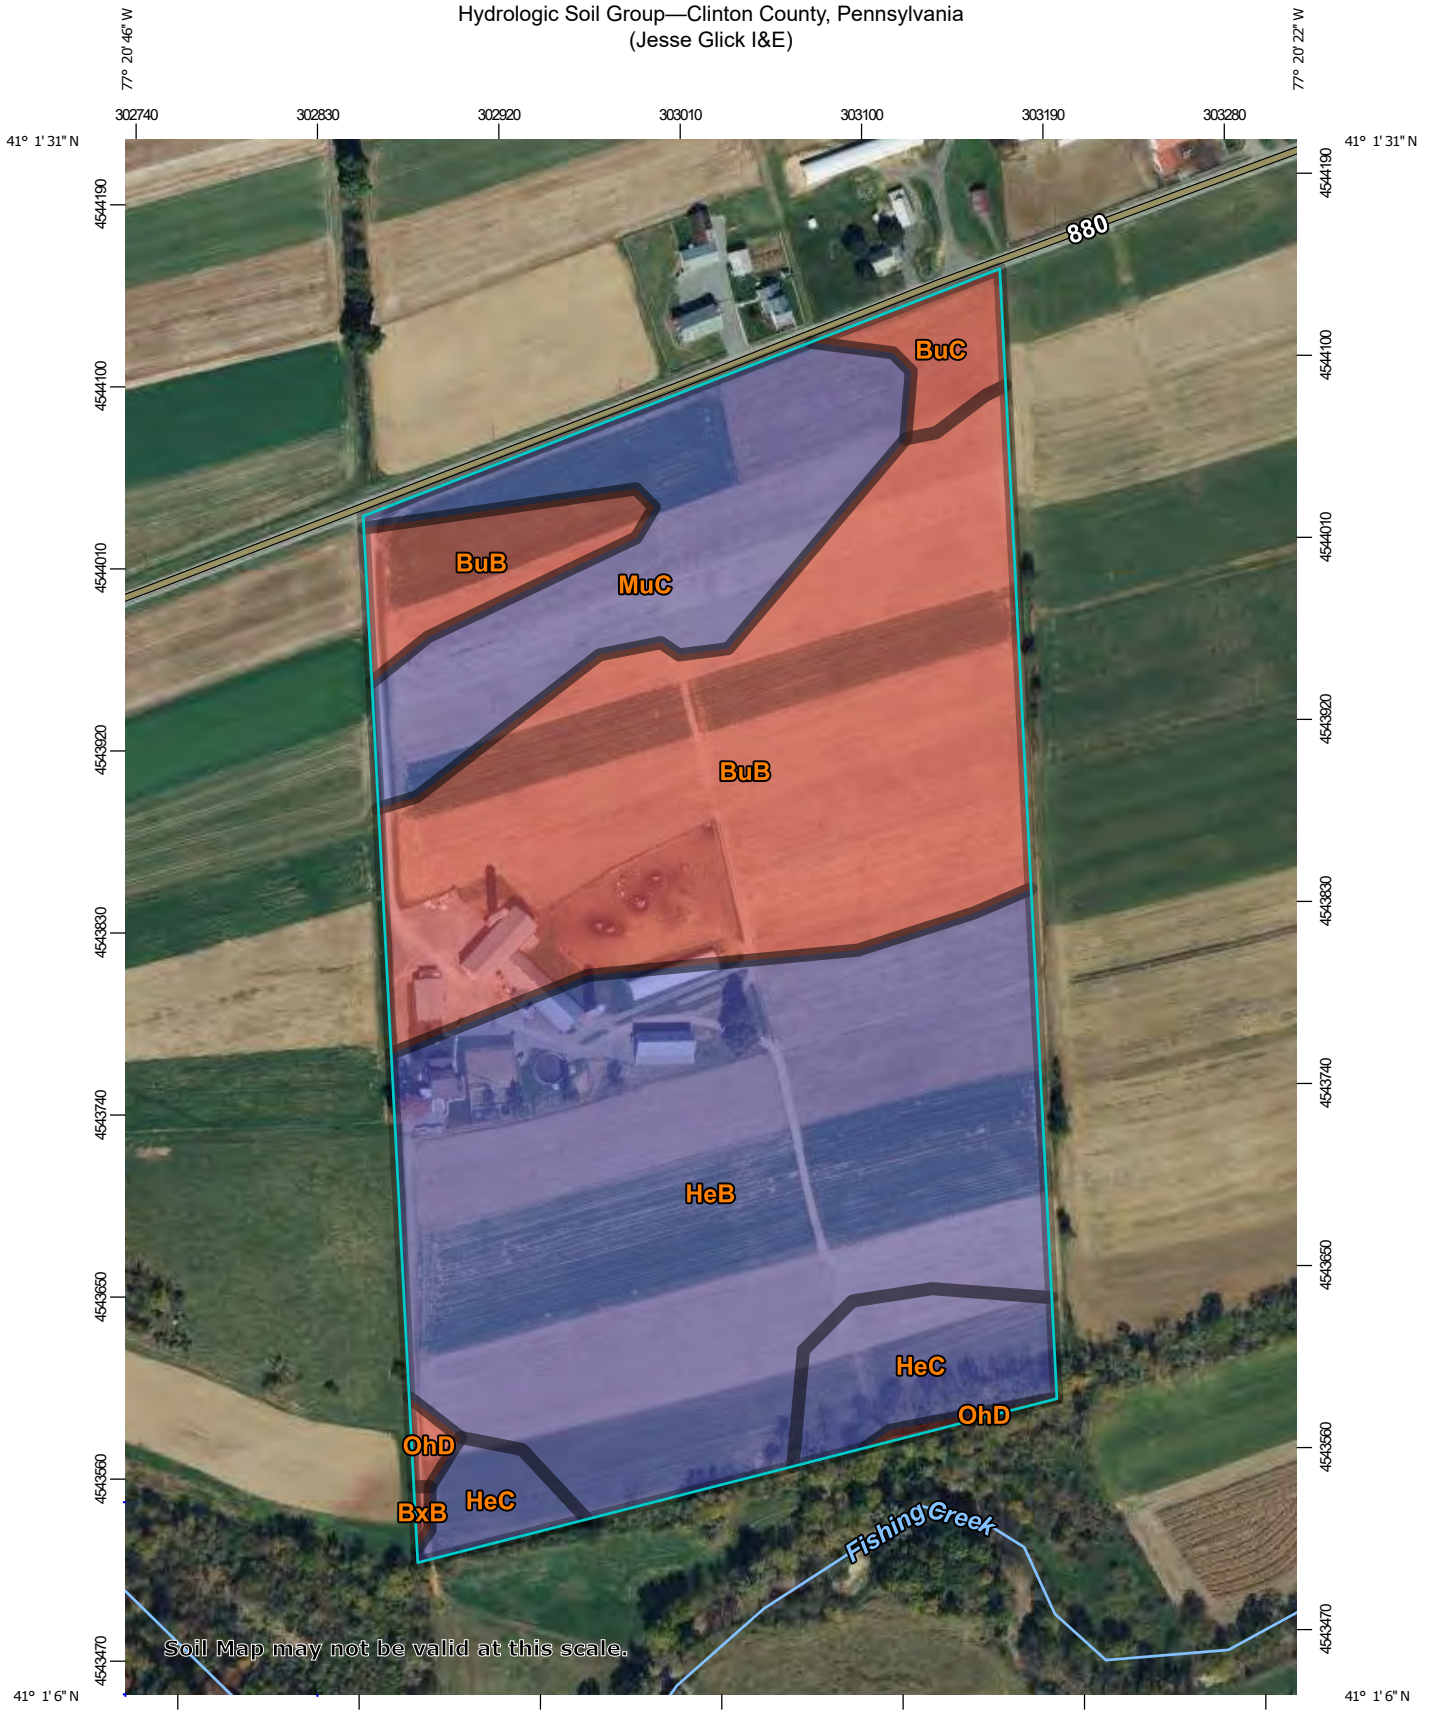 Hydrologic Soil Group—Clinton County, Pennsylvania
(Jesse Glick I&E)
77° 20' 46'' W
77° 20' 22'' W
302740 302830 302920 303010 303100 303190 303280
41° 1' 31'' N
41° 1' 31'' N
4544190
4544190
880
BuC
4544100
4544100
4544010
4544010
BuB
MuC
4543920
4543920
BuB
4543830
4543830
4543740
4543740
HeB
4543650
4543650
HeC
OhD
OhD
4543560
4543560
HeC
BxB
Fishing Creek
4543470
4543470
Soil Map may not be valid at this scale.
41° 1' 6'' N
41° 1' 6'' N